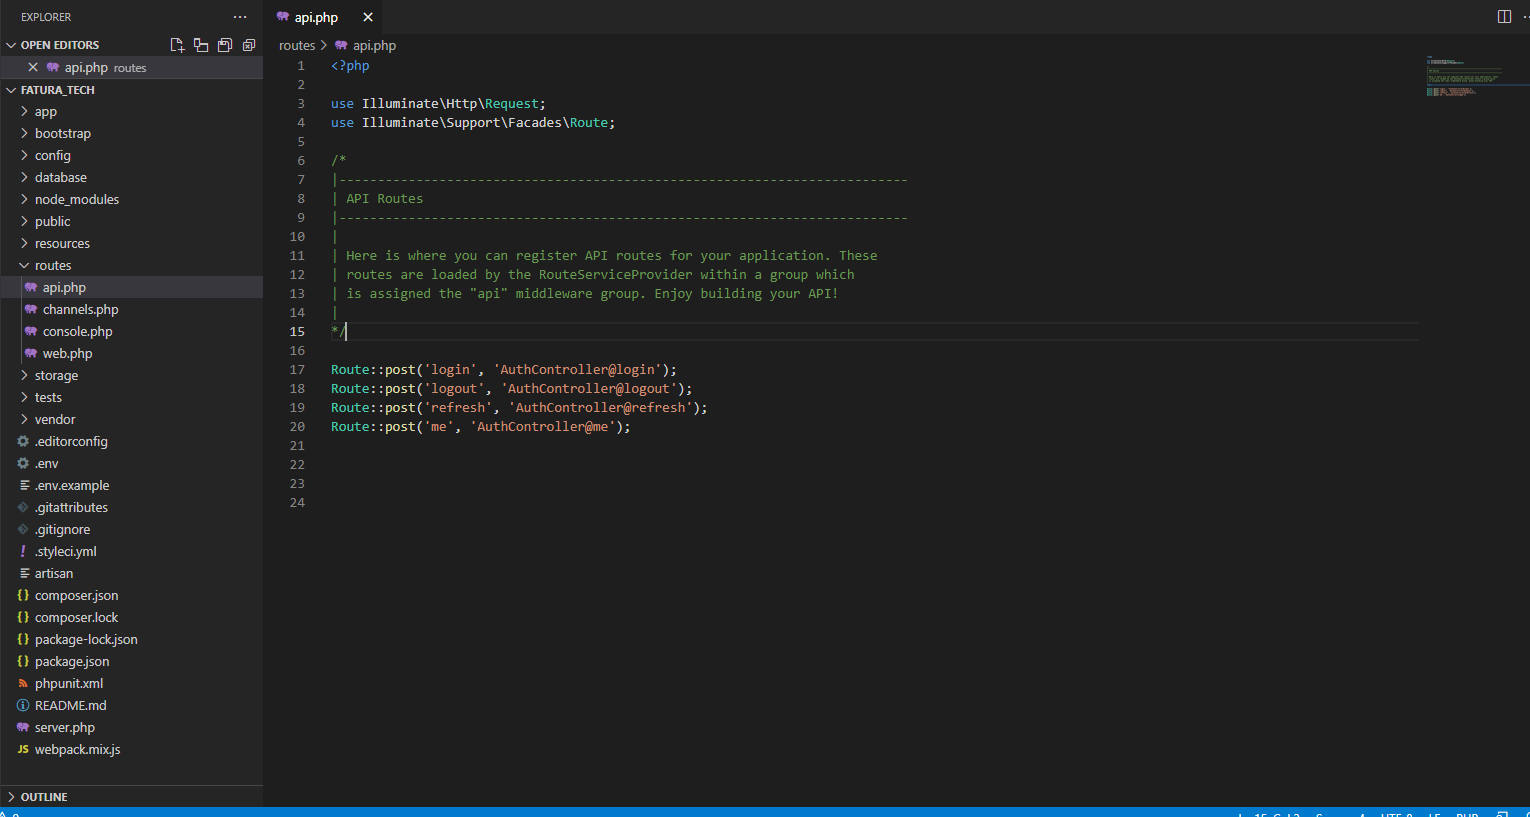 EXPLORER
OPEN EDITORS
api.php routes
FATURA_TECH
app
bootstrap
config
database
node_modules
public
resources
routes
api.php
channels.php
console.php
web.php
storage
tests
vendor
.editorconfig
.env
.env.example
.gitattributes
.gitignore
.styleci.yml
artisan
composer.json
composer.lock
package-lock.json
package.json
phpunit.xml
README.md
server.php
JS webpack.mix.js
OUTLINE
api.php
routes > api.php
1 <?php
2
3 use Illuminate\Http\Request;
4 use Illuminate\Support\Facades\Route;
5
6 /*
7 |--------------------------------------------------------------------------
8 | API Routes
9 |--------------------------------------------------------------------------
10 |
11 | Here is where you can register API routes for your application. These
12 | routes are loaded by the RouteServiceProvider within a group which
13 | is assigned the "api" middleware group. Enjoy building your API!
14 |
15 */
16
17 Route::post('login', 'AuthController@login');
18 Route::post('logout', 'AuthController@logout');
19 Route::post('refresh', 'AuthController@refresh');
20 Route::post('me', 'AuthController@me');
21
22
23
24